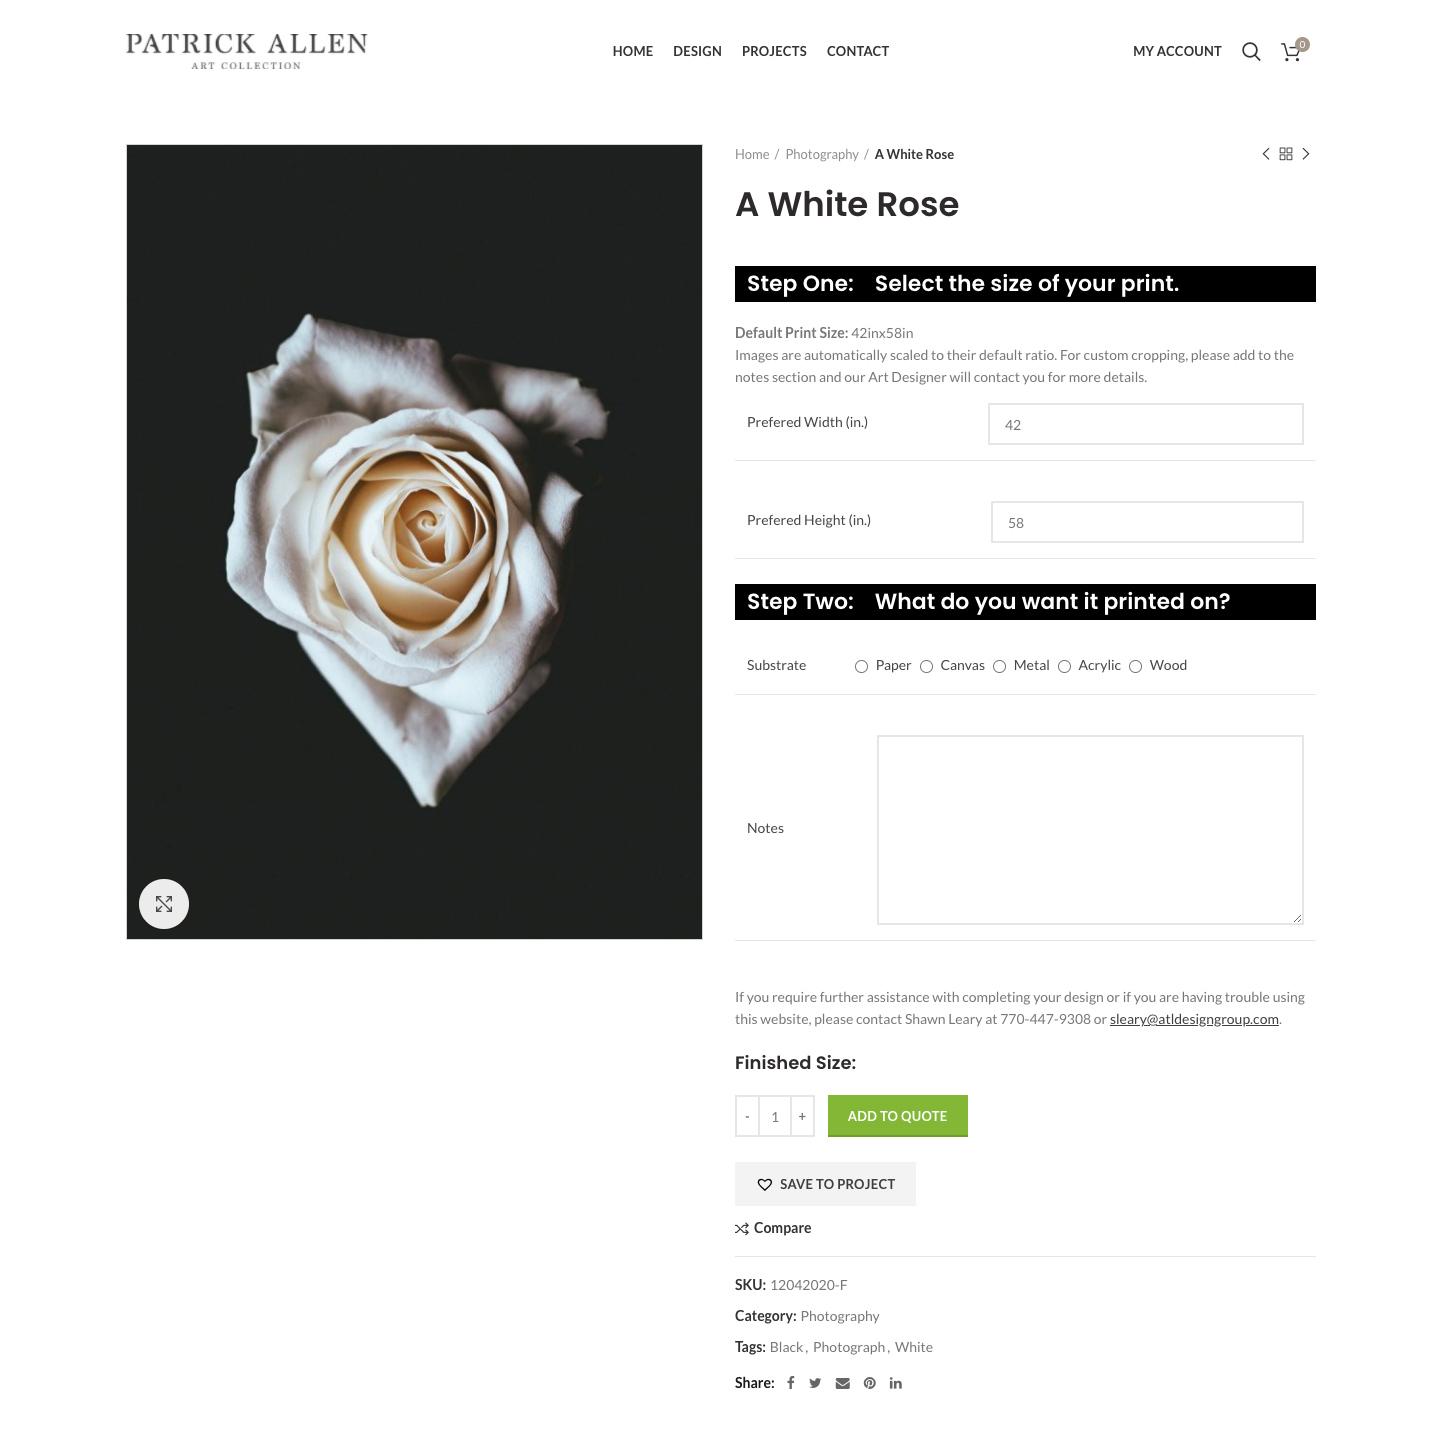 PATRICK ALLEN
ART COLLECTION
HOME DESIGN PROJECTS CONTACT
MY ACCOUNT
0
Home / Photography / A White Rose
A White Rose
Step One: Select the size of your print.
Default Print Size: 42inx58in
Images are automatically scaled to their default ratio. For custom cropping, please add to the
notes section and our Art Designer will contact you for more details.
Prefered Width (in.) 42
Prefered Height (in.) 58
Step Two: What do you want it printed on?
Substrate Paper Canvas Metal Acrylic Wood
Notes
If you require further assistance with completing your design or if you are having trouble using
this website, please contact Shawn Leary at 770-447-9308 or sleary@atldesigngroup.com.
Finished Size:
- 1 + ADD TO QUOTE
SAVE TO PROJECT
Compare
SKU: 12042020-F
Category: Photography
Tags: Black, Photograph, White
Share: